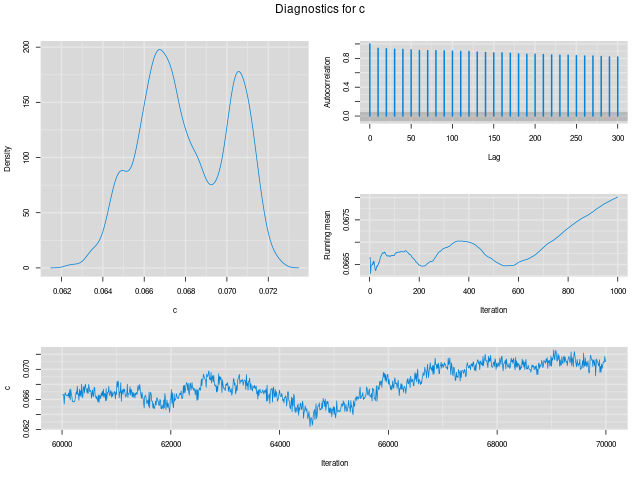 Diagnostics for c
Density
200
150
100
50
0
0.062 0.064 0.066 0.068 0.070 0.072
c
Autocorrelation
0.8
0.4
0.0
0 50 100 150 200 250 300
Lag
Running mean
0.0675
0.0665
0 200 400 600 800 1000
Iteration
c
0.070
0.066
0.062
60000 62000 64000 66000 68000 70000
Iteration